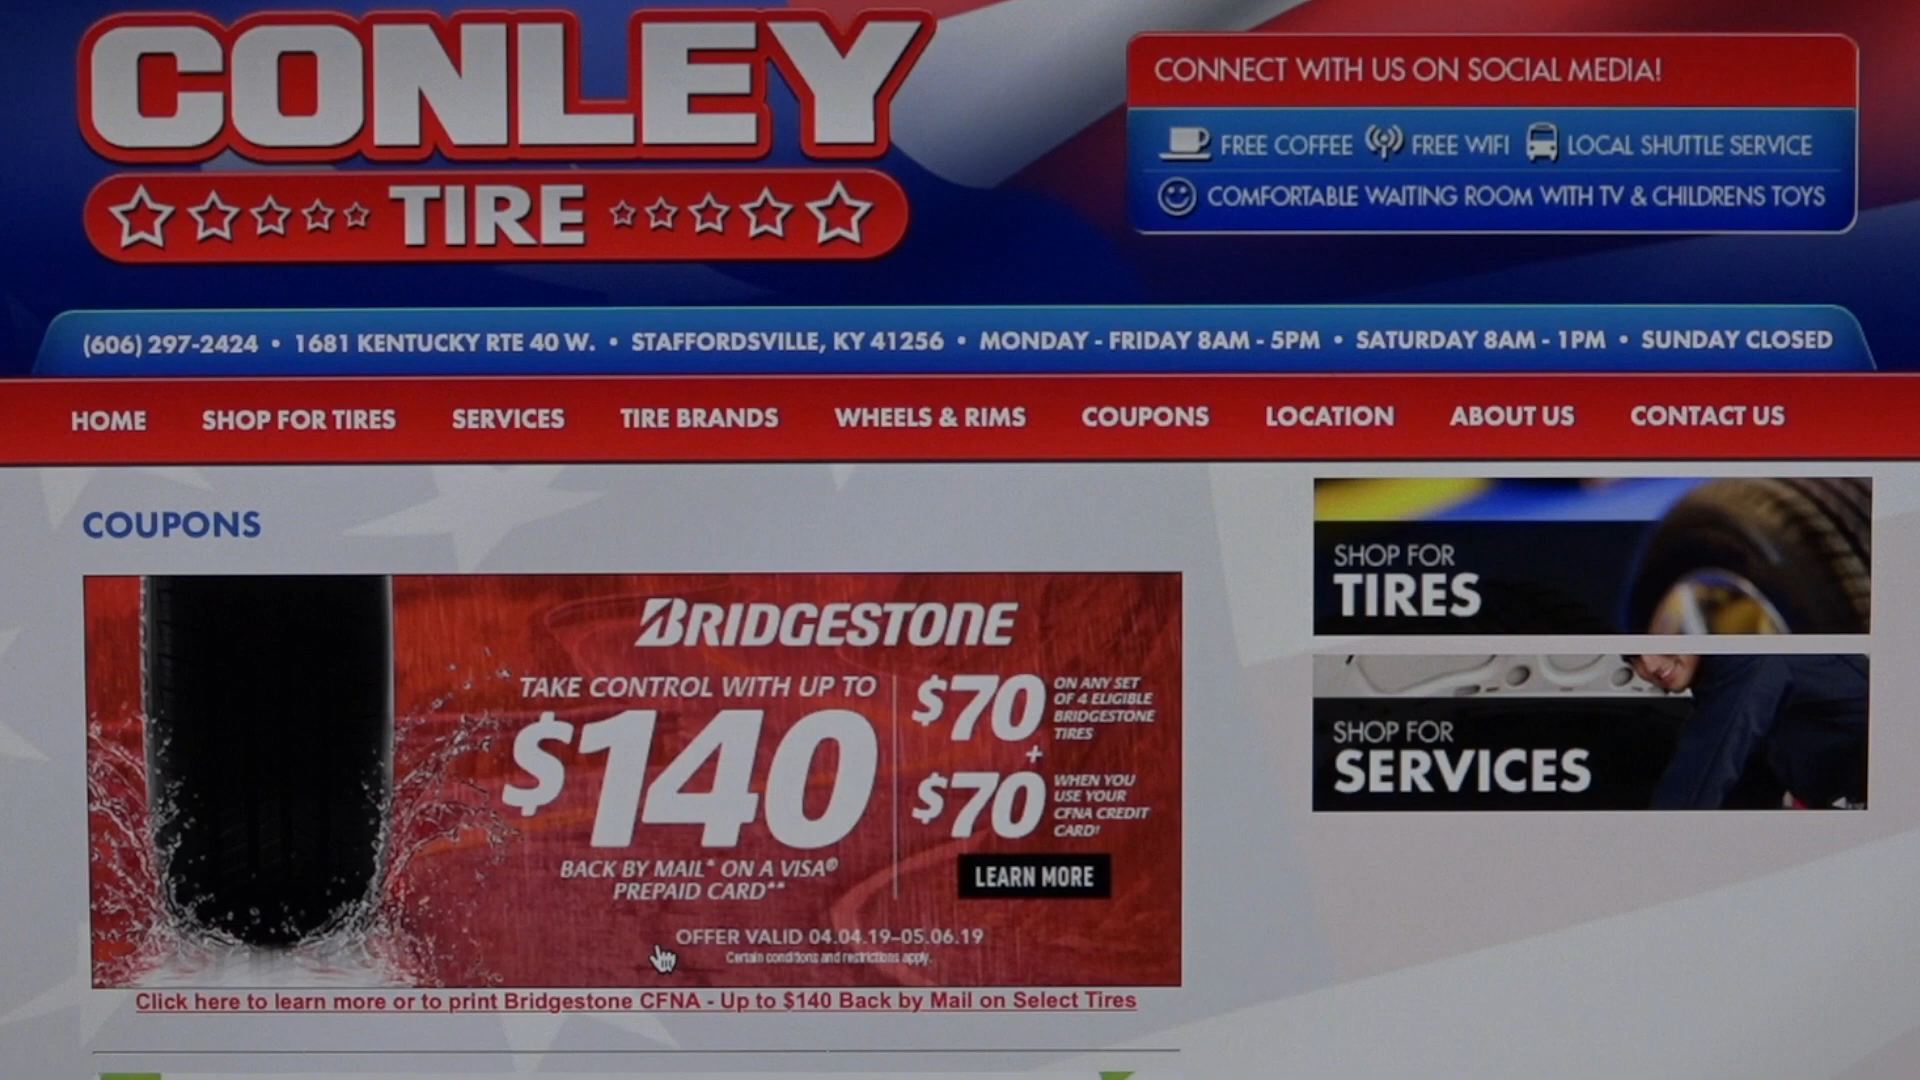 CONLEY
TIRE
CONNECT WITH US ON SOCIAL MEDIA!
FREE COFFEE FREE WIFI LOCAL SHUTTLE SERVICE
COMFORTABLE WAITING ROOM WITH TV & CHILDRENS TOYS
(606) 297-2424 • 1681 KENTUCKY RTE 40 W. • STAFFORDSVILLE, KY 41256 • MONDAY - FRIDAY 8AM - 5PM • SATURDAY 8AM - 1PM • SUNDAY CLOSED
HOME SHOP FOR TIRES SERVICES TIRE BRANDS WHEELS & RIMS COUPONS LOCATION ABOUT US CONTACT US
COUPONS
BRIDGESTONE
TAKE CONTROL WITH UP TO
$140
BACK BY MAIL* ON A VISA®
PREPAID CARD**
$70
ON ANY SET
OF 4 ELIGIBLE
BRIDGESTONE
TIRES
+
$70
WHEN YOU
USE YOUR
CFNA CREDIT
CARD!
LEARN MORE
OFFER VALID 04.04.19–05.06.19
Certain conditions and restrictions apply.
Click here to learn more or to print Bridgestone CFNA - Up to $140 Back by Mail on Select Tires
SHOP FOR
TIRES
SHOP FOR
SERVICES